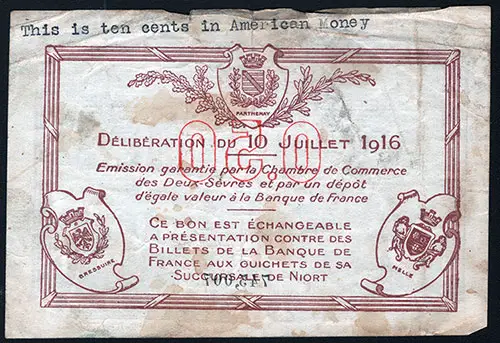 This is ten cents in American Money
PARTHENAY
DÉLIBÉRATION DU 10 JUILLET 1916
0$0
Emission garantie par la Chambre de Commerce
des Deux-Sèvres et par un dépôt
d'égale valeur à la Banque de France
BRESSUIRE
MELLE
CE BON EST ÉCHANGEABLE
A PRÉSENTATION CONTRE DES
BILLETS DE LA BANQUE DE
FRANCE AUX GUICHETS DE SA
SUCCURSALE DE NIORT